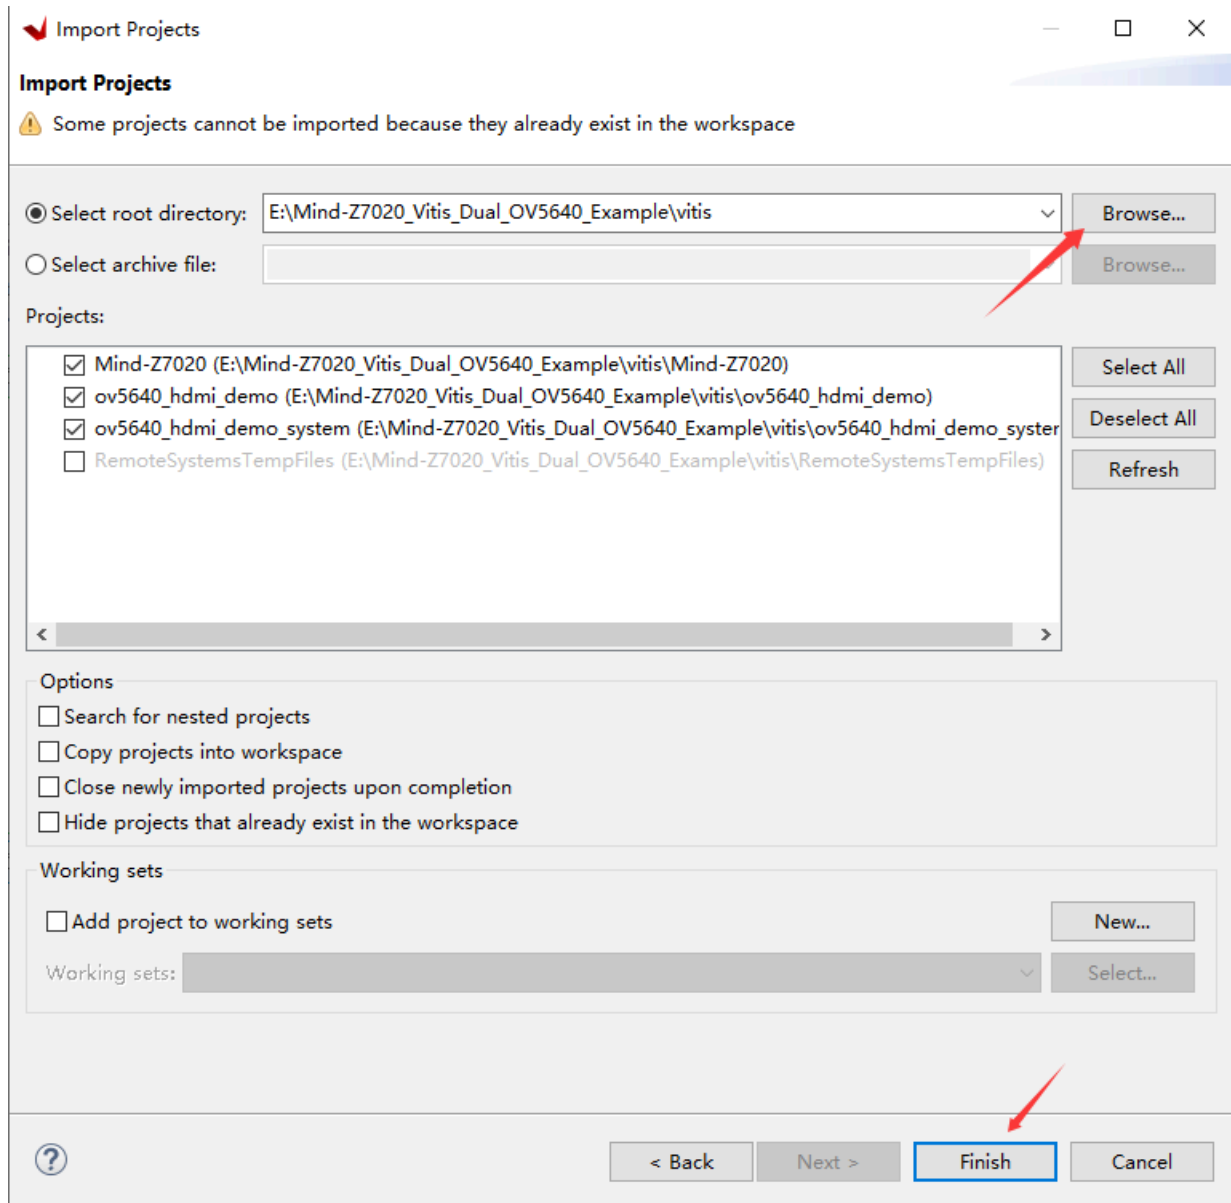 Import Projects
Import Projects
Some projects cannot be imported because they already exist in the workspace
Select root directory: E:\Mind-Z7020_Vitis_Dual_OV5640_Example\vitis Browse...
Select archive file: Browse...
Projects:
Mind-Z7020 (E:\Mind-Z7020_Vitis_Dual_OV5640_Example\vitis\Mind-Z7020) Select All
ov5640_hdmi_demo (E:\Mind-Z7020_Vitis_Dual_OV5640_Example\vitis\ov5640_hdmi_demo)
Deselect All
ov5640_hdmi_demo_system (E:\Mind-Z7020_Vitis_Dual_OV5640_Example\vitis\ov5640_hdmi_demo_syster
RemoteSystemsTempFiles (E:\Mind-Z7020_Vitis_Dual_OV5640_Example\vitis\RemoteSystemsTempFiles) Refresh
Options
Search for nested projects
Copy projects into workspace
Close newly imported projects upon completion
Hide projects that already exist in the workspace
Working sets
Add project to working sets New...
Working sets: Select...
< Back Next > Finish Cancel